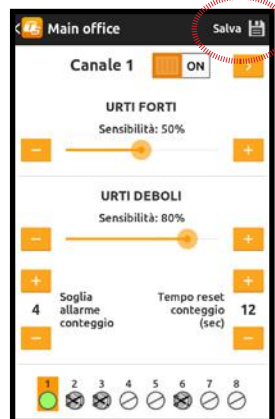 Main office Salva
Canale 1 ON >
URTI FORTI
Sensibilità: 50%
− +
URTI DEBOLI
Sensibilità: 80%
− +
+ +
4 Soglia allarme conteggio Tempo reset conteggio (sec) 12
− −
1 2 3 4 5 6 7 8